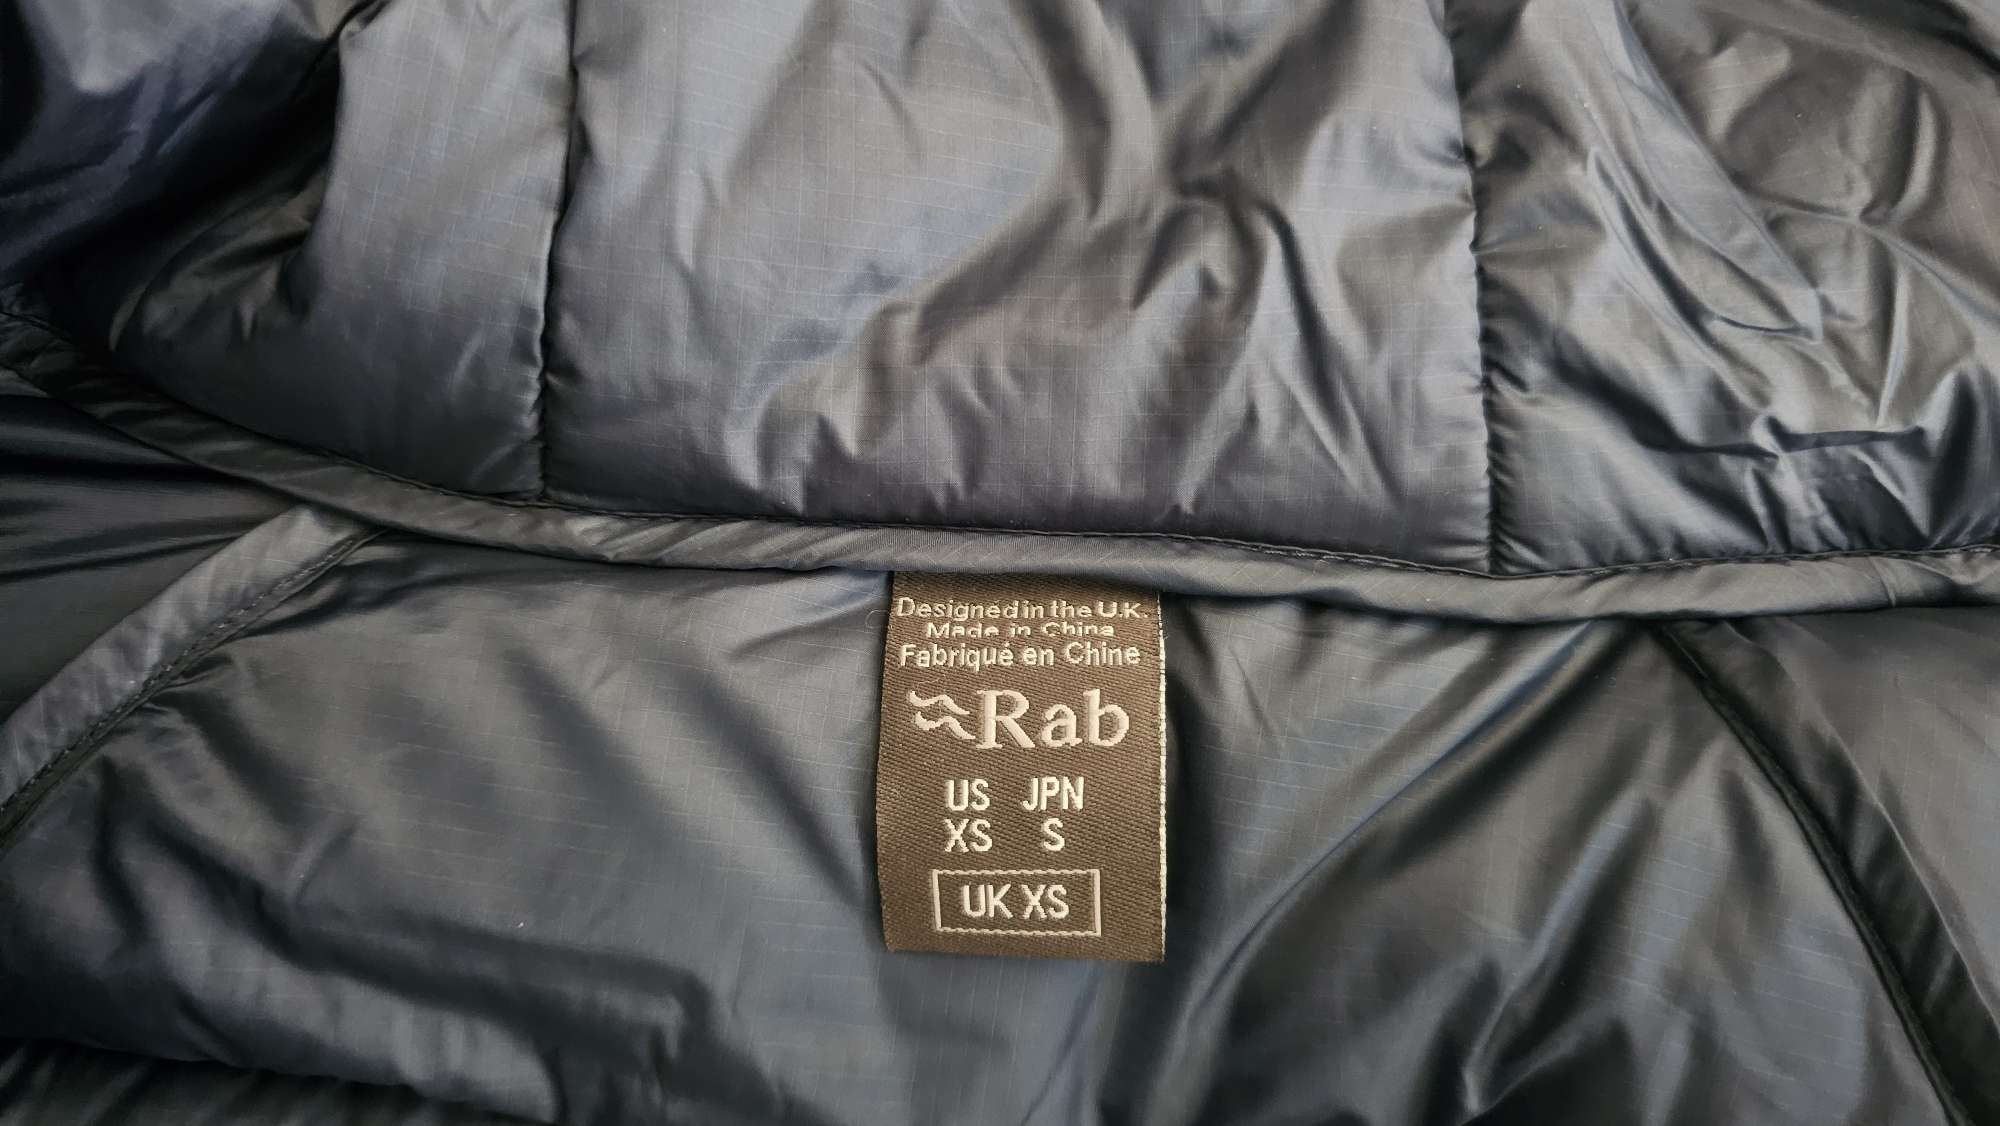 Designed in the U.K.
Made in China
Fabriqué en Chine
Rab
US JPN
XS S
UK XS